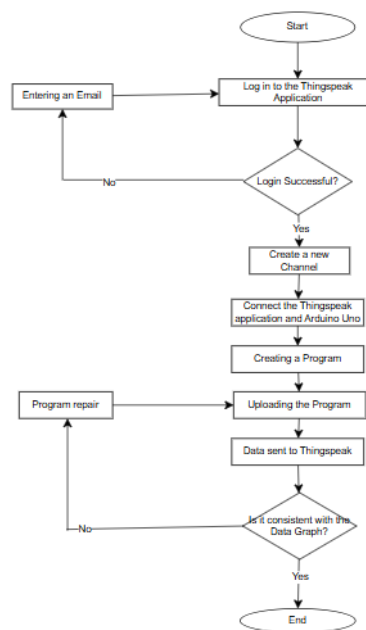 Start
Entering an Email
Log in to the Thingspeak
Application
Login Successful?
No
Yes
Create a new
Channel
Connect the Thingspeak
application and Arduino Uno
Creating a Program
Program repair
Uploading the Program
Data sent to Thingspeak
Is it consistent with the
Data Graph?
No
Yes
End